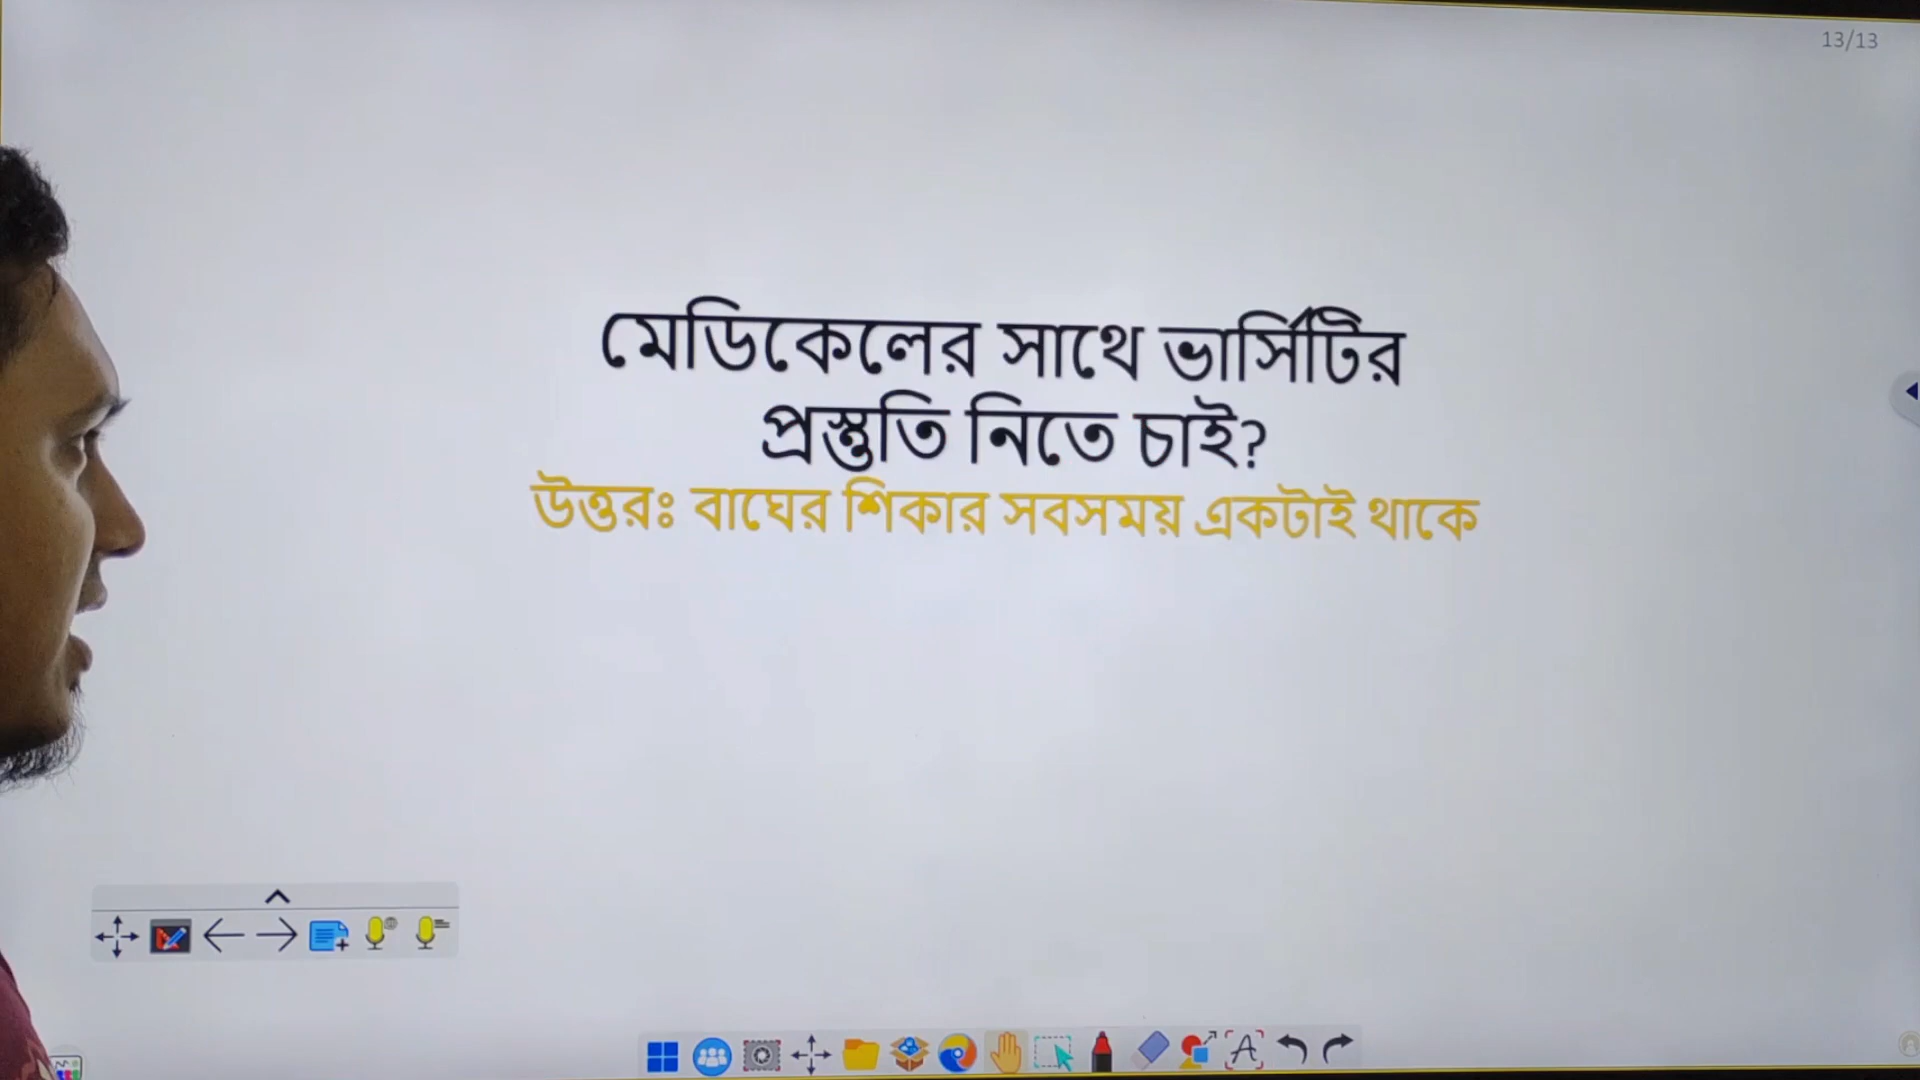 13/13
মেডিকেলের সাথে ভার্সিটির
প্রস্তুতি নিতে চাই?
উত্তরঃ বাঘের শিকার সবসময় একটাই থাকে